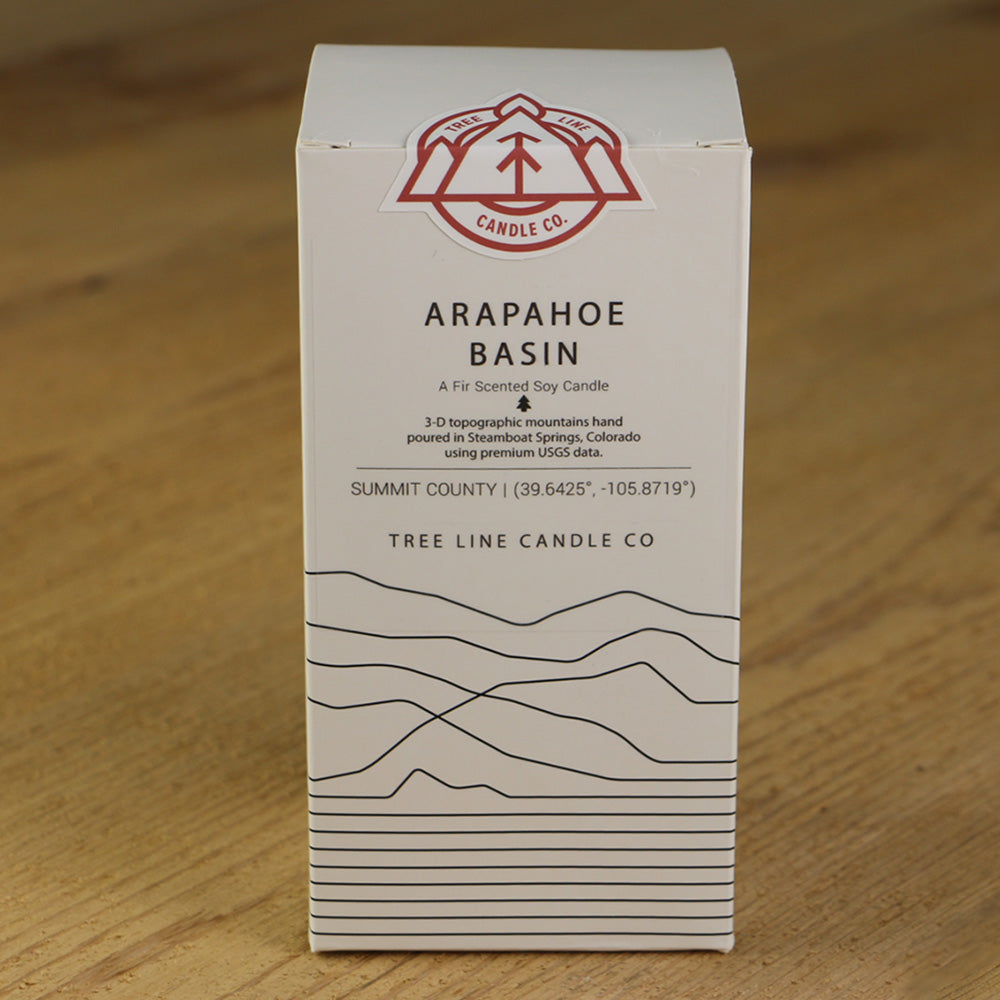 TREE LINE
CANDLE CO.
ARAPAHOE
BASIN
A Fir Scented Soy Candle
3-D topographic mountains hand
poured in Steamboat Springs, Colorado
using premium USGS data.
SUMMIT COUNTY | (39.6425°, -105.8719°)
TREE LINE CANDLE CO